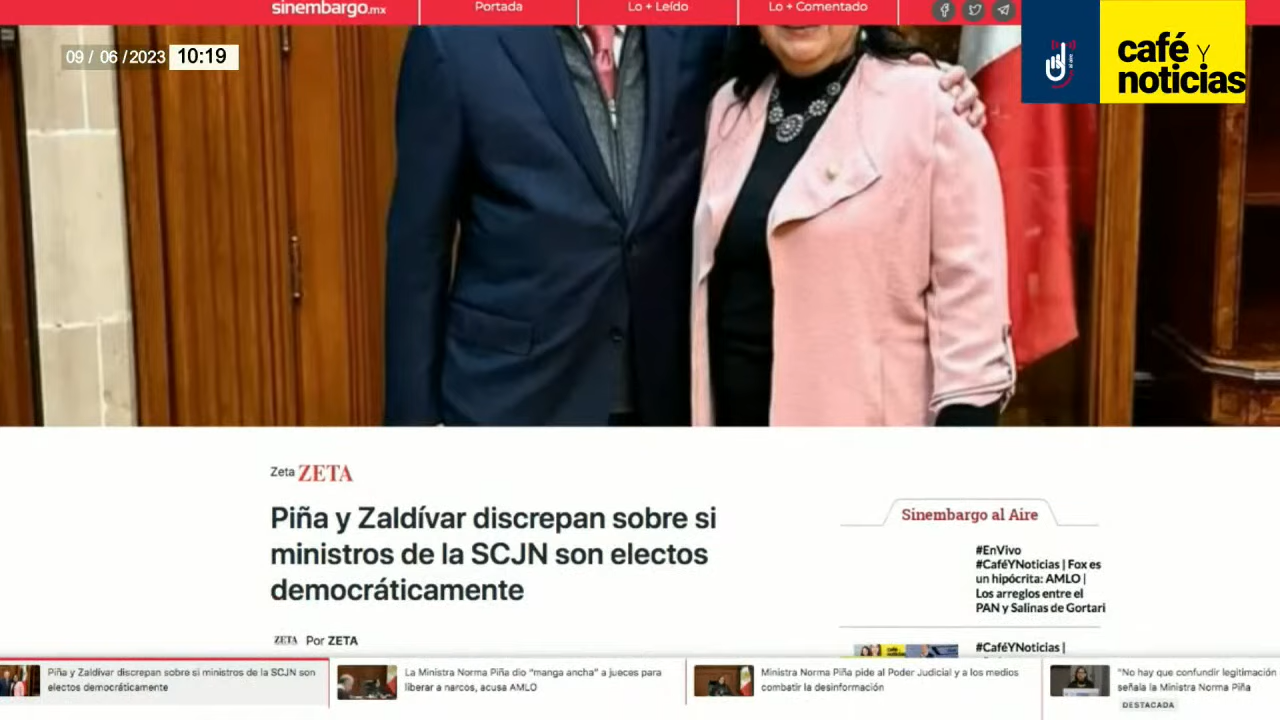 sinembargo.mx
Portada
Lo + Leído
Lo + Comentado
café Y
noticias
09 / 06 /2023 10:19
Zeta ZETA
Piña y Zaldívar discrepan sobre si
ministros de la SCJN son electos
democráticamente
ZETA Por ZETA
Sinembargo al Aire
#EnVivo
#CaféYNoticias | Fox es
un hipócrita: AMLO |
Los arreglos entre el
PAN y Salinas de Gortari
#CaféYNoticias |
Piña y Zaldívar discrepan sobre si ministros de la SCJN son
electos democráticamente
La Ministra Norma Piña dio "manga ancha" a jueces para
liberar a narcos, acusa AMLO
Ministra Norma Piña pide al Poder Judicial y a los medios
combatir la desinformación
"No hay que confundir legitimación
señala la Ministra Norma Piña
DESTACADA